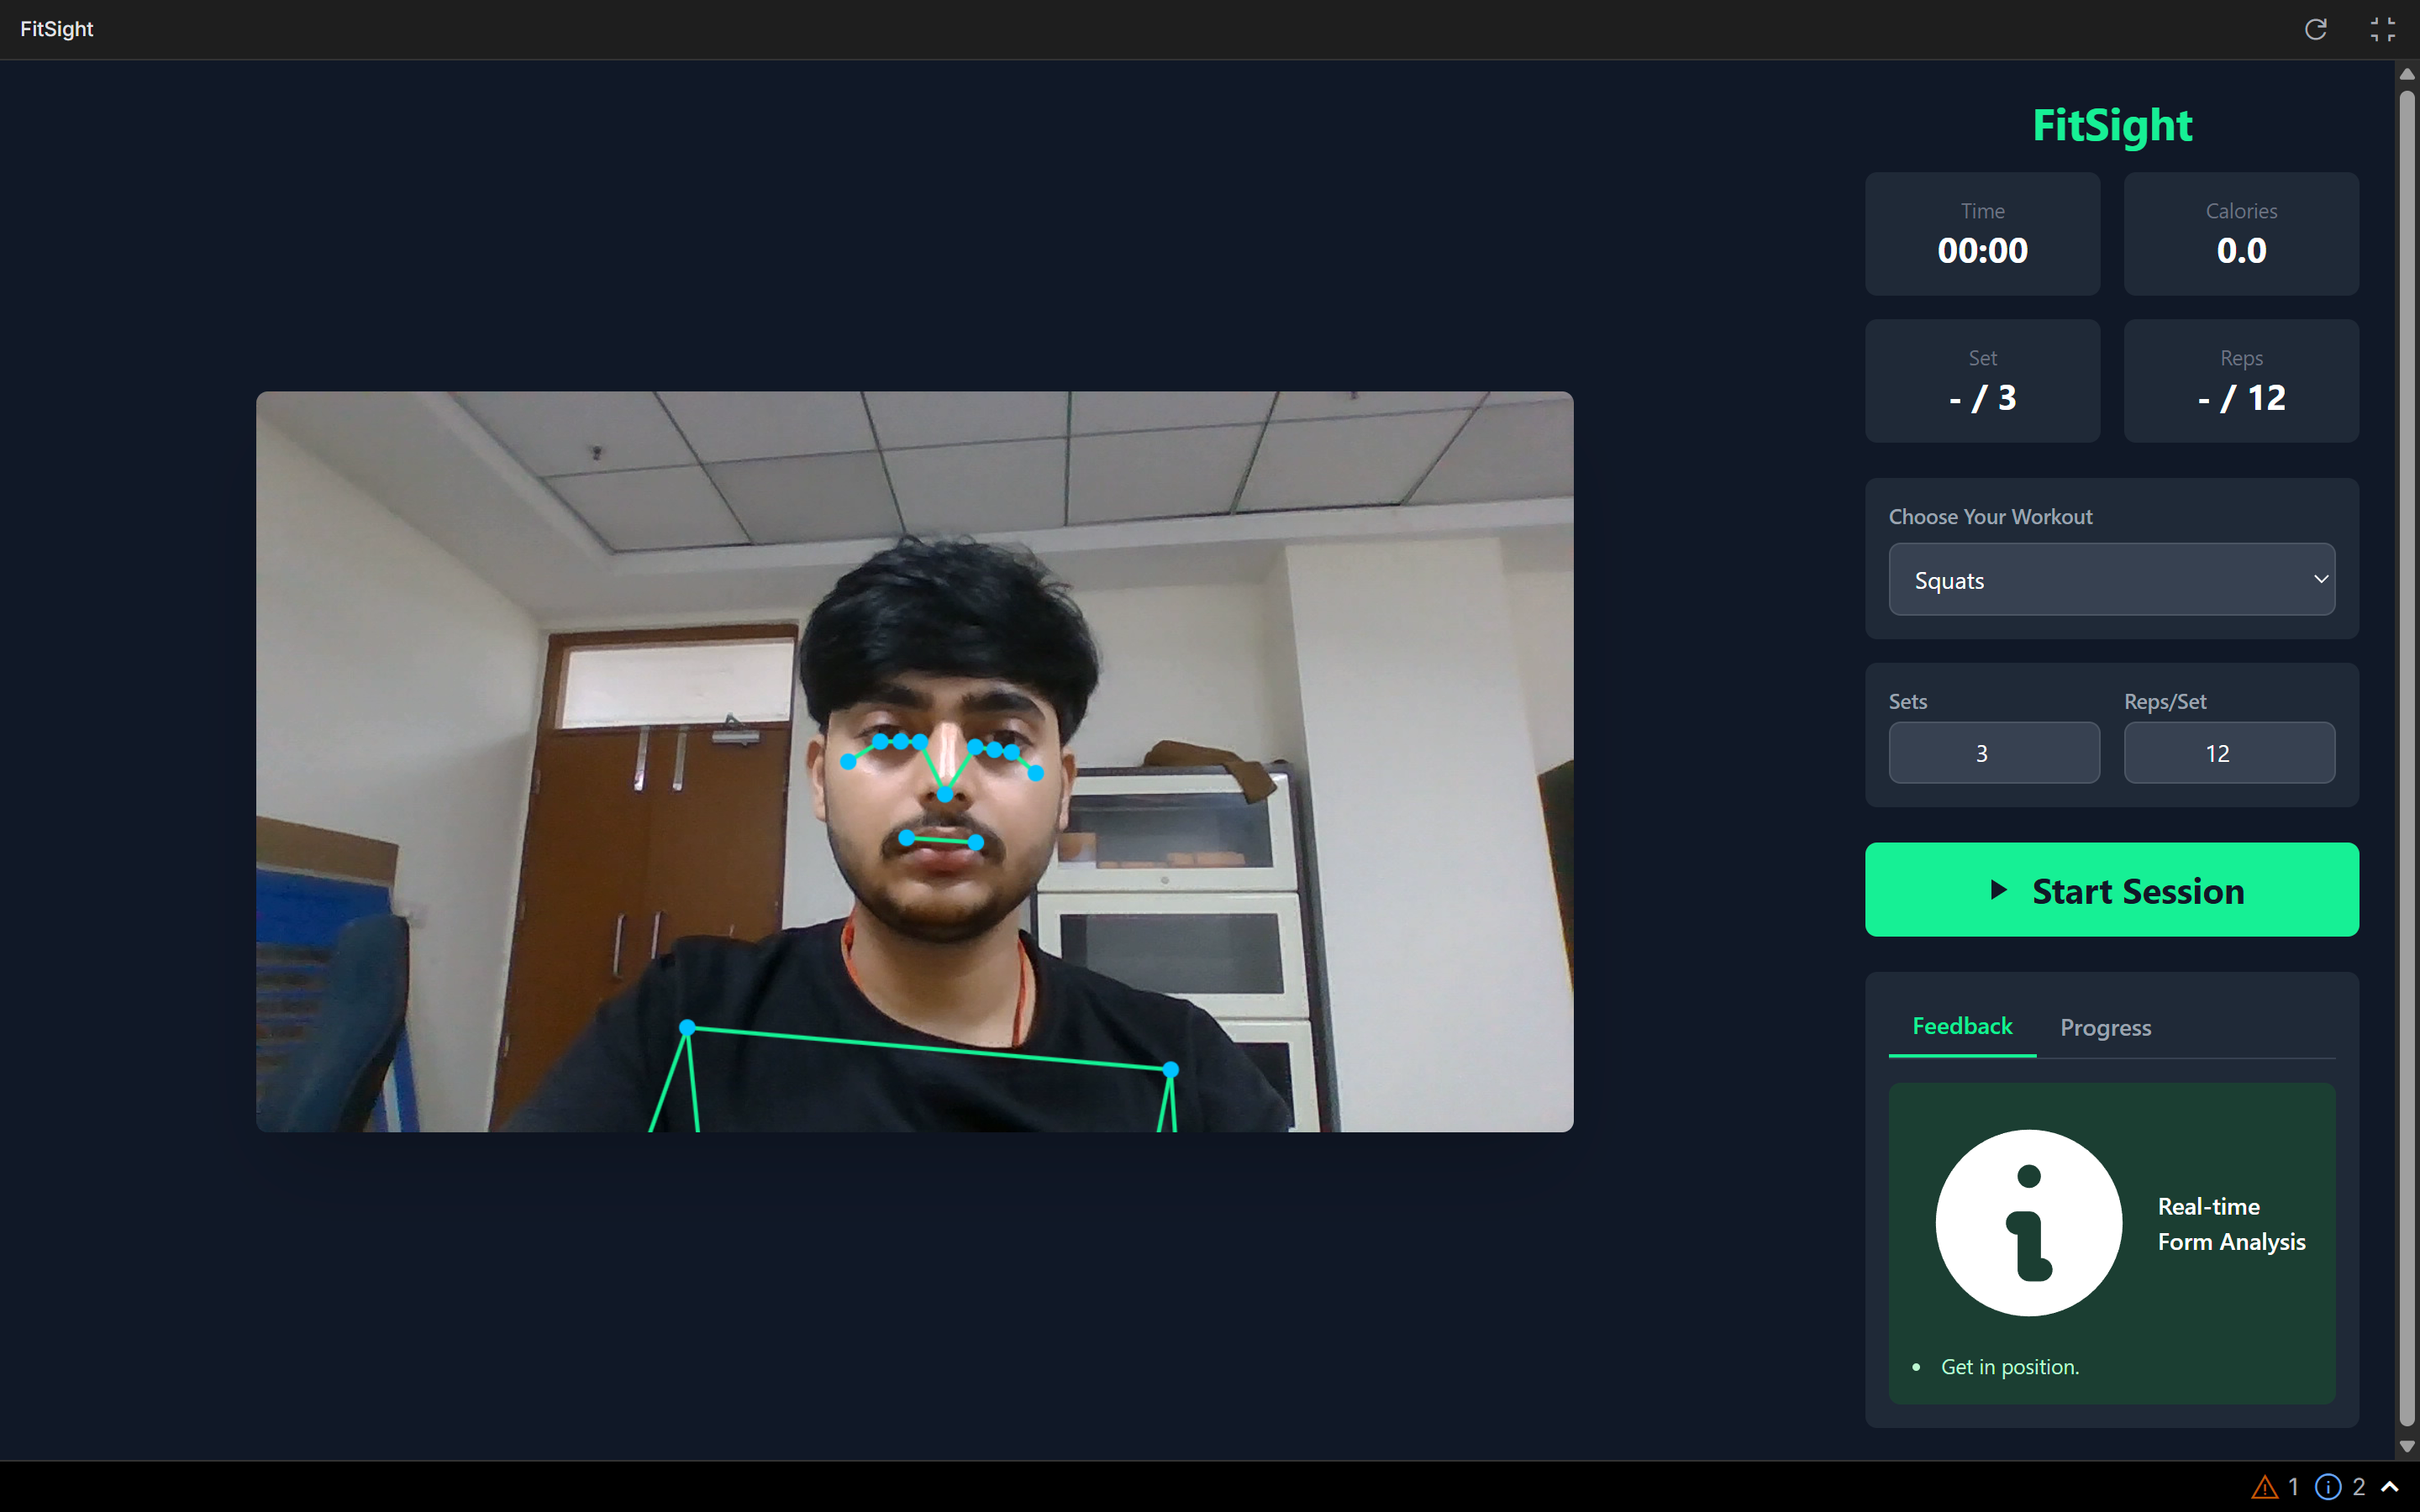 FitSight
FitSight
Time
00:00
Calories
0.0
Set
- / 3
Reps
- / 12
Choose Your Workout
Squats
Sets
3
Reps/Set
12
Start Session
Feedback
Progress
Real-time
Form Analysis
• Get in position.
1
2